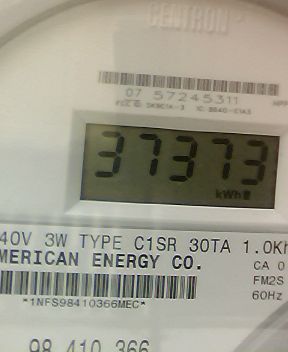 CENTRON
07 57245311
37373
kWh
40V 3W TYPE C1SR 30TA 1.0Kh
MERICAN ENERGY CO.
CA 0
FM2S
60Hz
*1NFS98410366MEC*
98 410 366